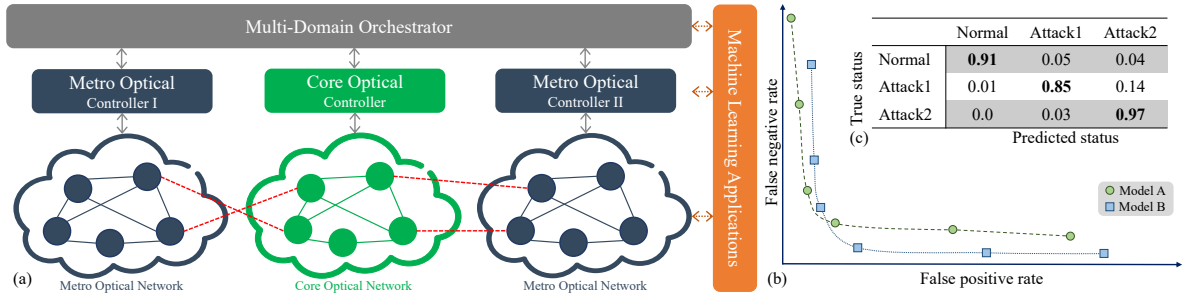 Multi-Domain Orchestrator
Metro Optical
Controller I
Core Optical
Controller
Metro Optical
Controller II
Machine Learning Applications
(a)
Metro Optical Network
Core Optical Network
Metro Optical Network
(b)
False negative rate
False positive rate
Model A
Model B
(c)
True status
Normal Attack1 Attack2
Normal 0.91 0.05 0.04
Attack1 0.01 0.85 0.14
Attack2 0.0 0.03 0.97
Predicted status